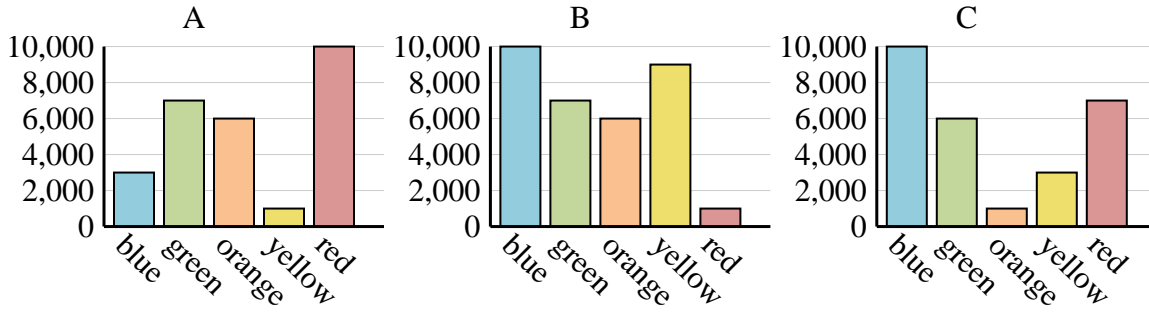 A
10,000
8,000
6,000
4,000
2,000
0
blue
green
orange
yellow
red
B
10,000
8,000
6,000
4,000
2,000
0
blue
green
orange
yellow
red
C
10,000
8,000
6,000
4,000
2,000
0
blue
green
orange
yellow
red